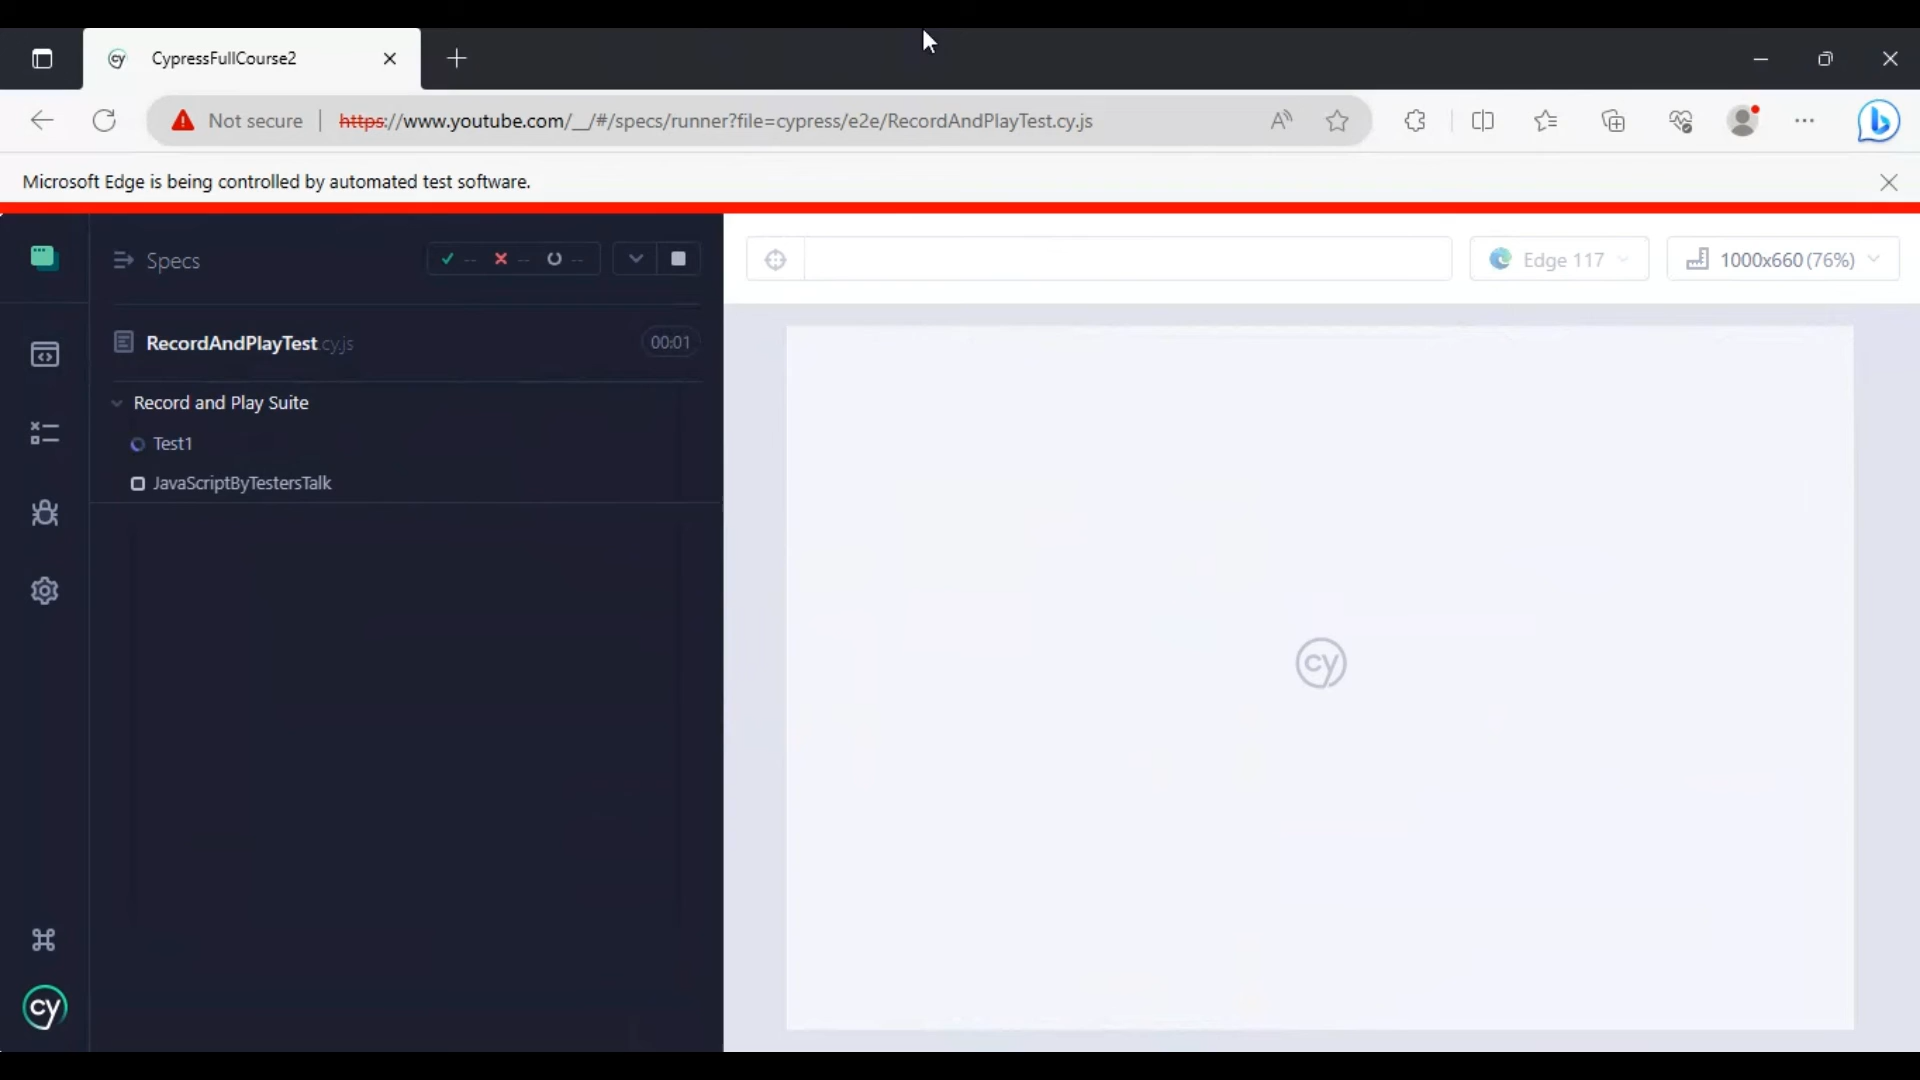 CypressFullCourse2
Not secure | https://www.youtube.com/__/#/specs/runner?file=cypress/e2e/RecordAndPlayTest.cy.js
Microsoft Edge is being controlled by automated test software.
Specs
-- -- --
Edge 117
1000x660 (76%)
RecordAndPlayTest.cy.js
00:01
Record and Play Suite
Test1
JavaScriptByTestersTalk
cy
cy